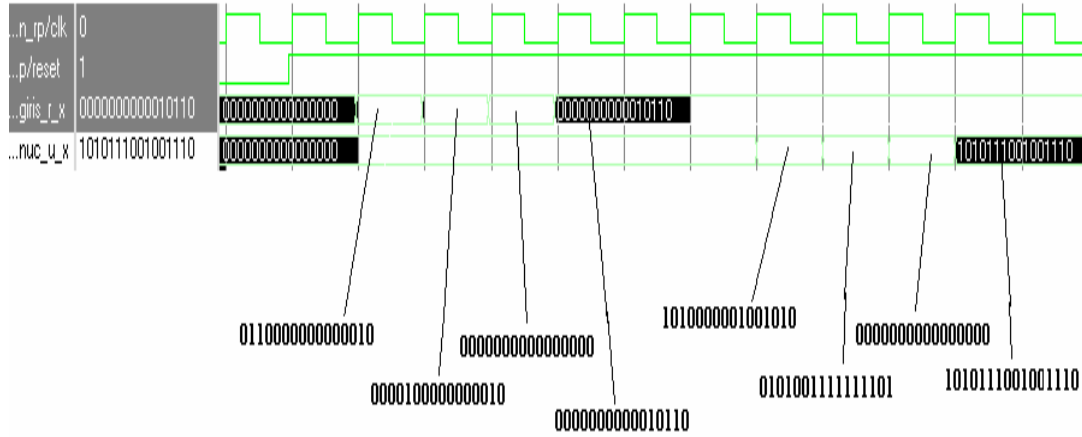 ...n_rp/clk 0
...p/reset 1
...giris_r_x 0000000000010110 0000000000000000 0000000000010110
...nuc_u_x 1010111001001110 0000000000000000 1010111001001110
1010000001001010
0110000000000010
0000000000000000
0000000000000000
0101001111111101
1010111001001110
0000100000000010
0000000000010110